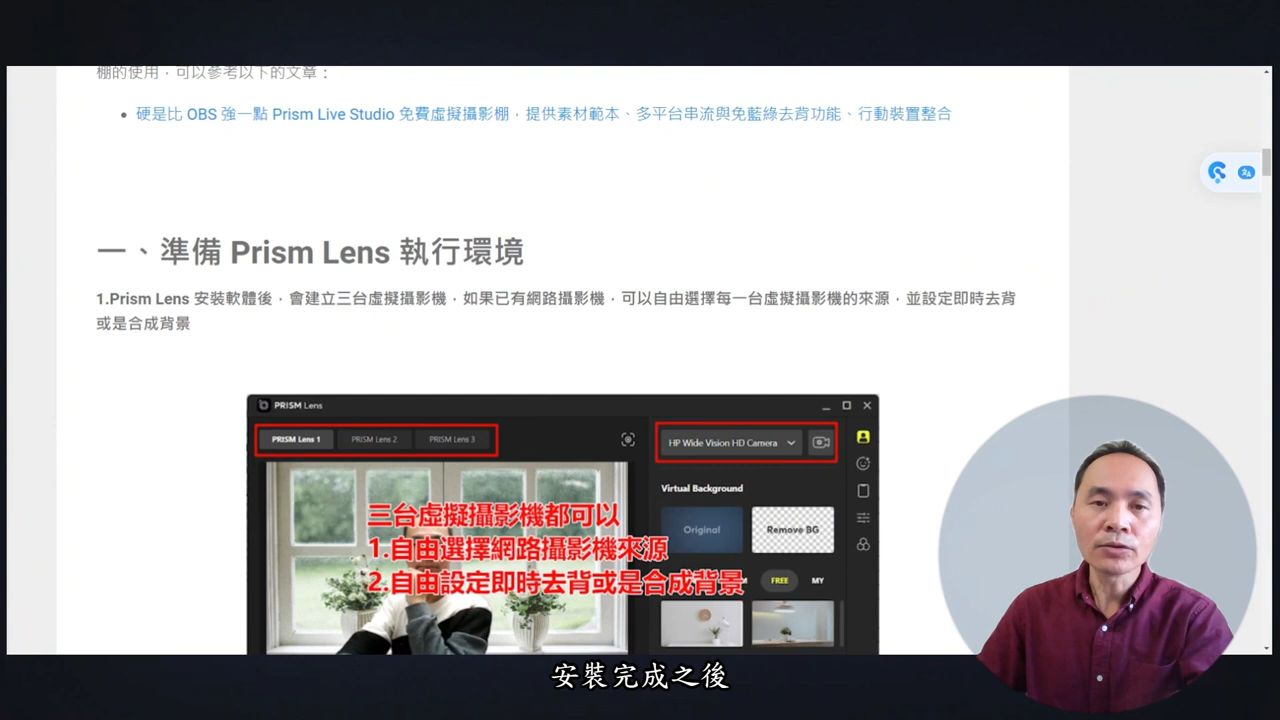 棚的使用，可以參考以下的文章：
硬是比 OBS 強一點 Prism Live Studio 免費虛擬攝影棚，提供素材範本、多平台串流與免藍綠去背功能、行動裝置整合
一、準備 Prism Lens 執行環境
1.Prism Lens 安裝軟體後，會建立三台虛擬攝影機，如果已有網路攝影機，可以自由選擇每一台虛擬攝影機的來源，並設定即時去背
或是合成背景
PRISM Lens
PRISM Lens 1 PRISM Lens 2 PRISM Lens 3
HP Wide Vision HD Camera
Virtual Background
三台虛擬攝影機都可以
Original Remove BG
1.自由選擇網路攝影機來源
2.自由設定即時去背或是合成背景
FREE MY
安裝完成之後